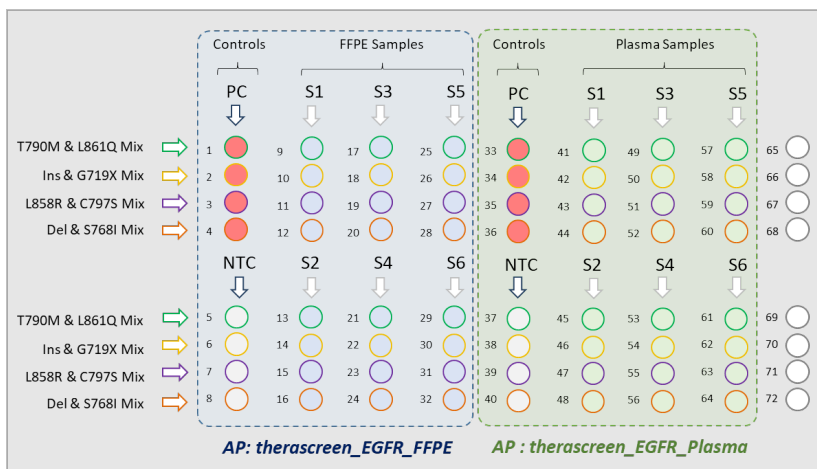 Controls FFPE Samples Controls Plasma Samples
PC S1 S3 S5 PC S1 S3 S5
T790M & L861Q Mix 1 9 17 25 33 41 49 57 65
Ins & G719X Mix 2 10 18 26 34 42 50 58 66
L858R & C797S Mix 3 11 19 27 35 43 51 59 67
Del & S768I Mix 4 12 20 28 36 44 52 60 68
NTC S2 S4 S6 NTC S2 S4 S6
T790M & L861Q Mix 5 13 21 29 37 45 53 61 69
Ins & G719X Mix 6 14 22 30 38 46 54 62 70
L858R & C797S Mix 7 15 23 31 39 47 55 63 71
Del & S768I Mix 8 16 24 32 40 48 56 64 72
AP: therascreen_EGFR_FFPE AP : therascreen_EGFR_Plasma